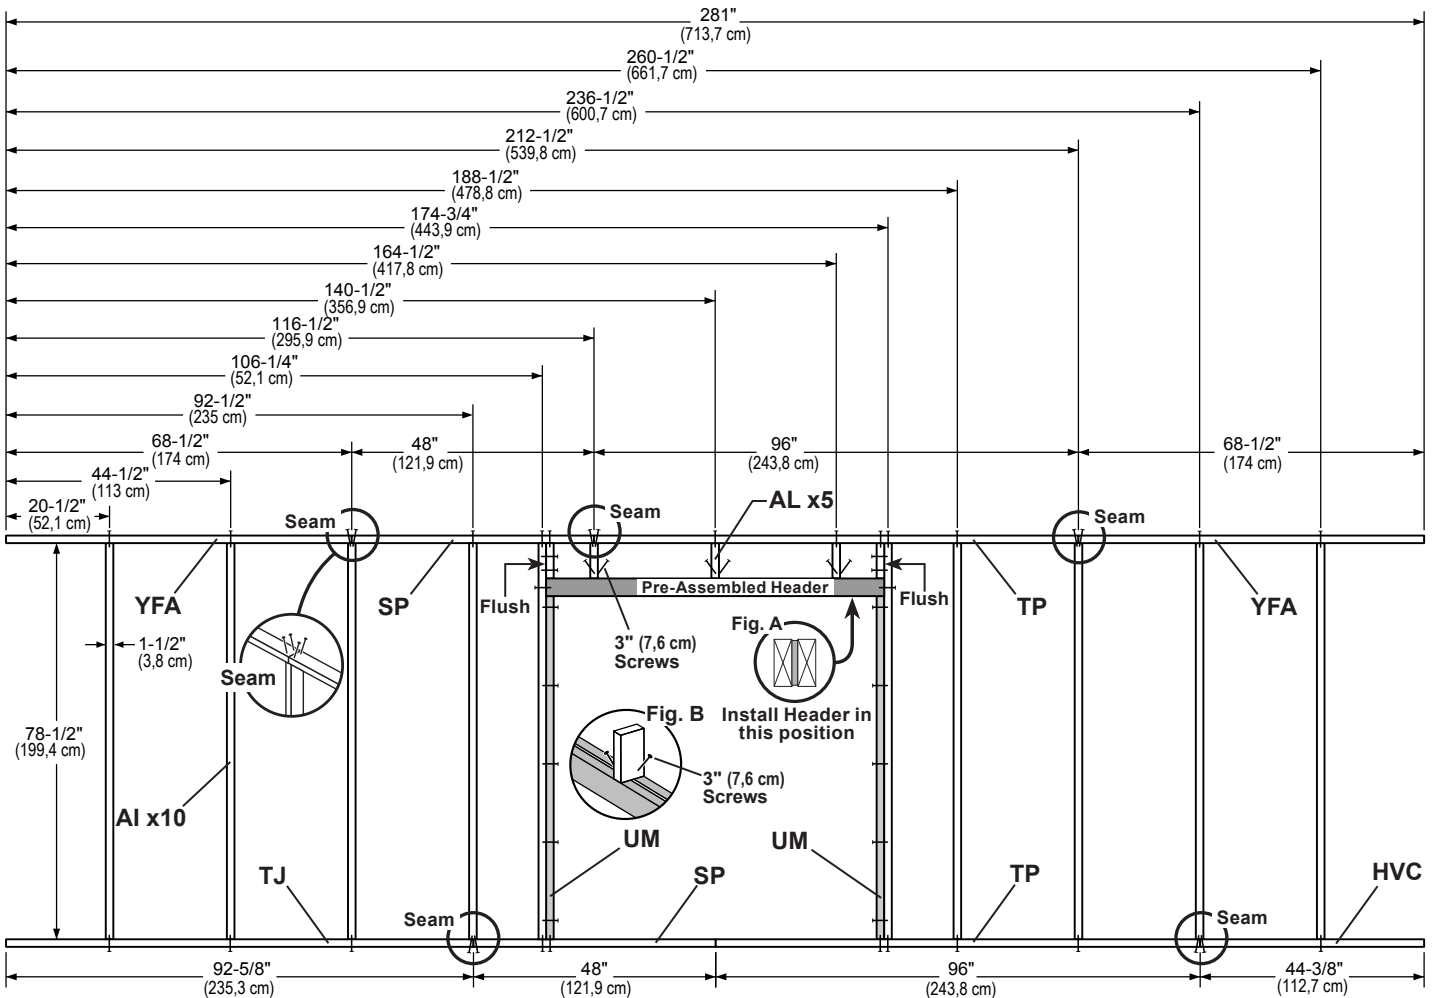 281"
(713,7 cm)
260-1/2"
(661,7 cm)
236-1/2"
(600,7 cm)
212-1/2"
(539,8 cm)
188-1/2"
(478,8 cm)
174-3/4"
(443,9 cm)
164-1/2"
(417,8 cm)
140-1/2"
(356,9 cm)
116-1/2"
(295,9 cm)
106-1/4"
(52,1 cm)
92-1/2"
(235 cm)
68-1/2"
(174 cm)
48"
(121,9 cm)
96"
(243,8 cm)
68-1/2"
(174 cm)
44-1/2"
(113 cm)
20-1/2"
(52,1 cm)
Seam
Seam
AL x5
Seam
YFA
SP
Flush
Pre-Assembled Header
Flush
TP
YFA
1-1/2"
(3,8 cm)
Seam
3" (7,6 cm)
Screws
Fig. A
Install Header in
this position
78-1/2"
(199,4 cm)
Fig. B
3" (7,6 cm)
Screws
AI x10
UM
UM
TJ
SP
TP
HVC
Seam
Seam
92-5/8"
(235,3 cm)
48"
(121,9 cm)
96"
(243,8 cm)
44-3/8"
(112,7 cm)